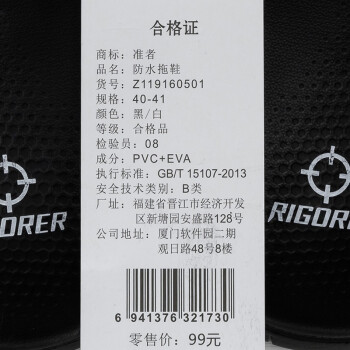 合格证
商标：准者
品名：防水拖鞋
货号：Z119160501
规格：40-41
颜色：黑/白
等级：合格品
检验员：08
成分：PVC+EVA
执行标准：GB/T 15107-2013
安全技术类别：B类
厂址：福建省晋江市经济开发
区新塘园安盛路128号
公司地址：厦门软件园二期
观日路48号8楼
ORER
RIGORER
6 941376 321730
零售价：99元